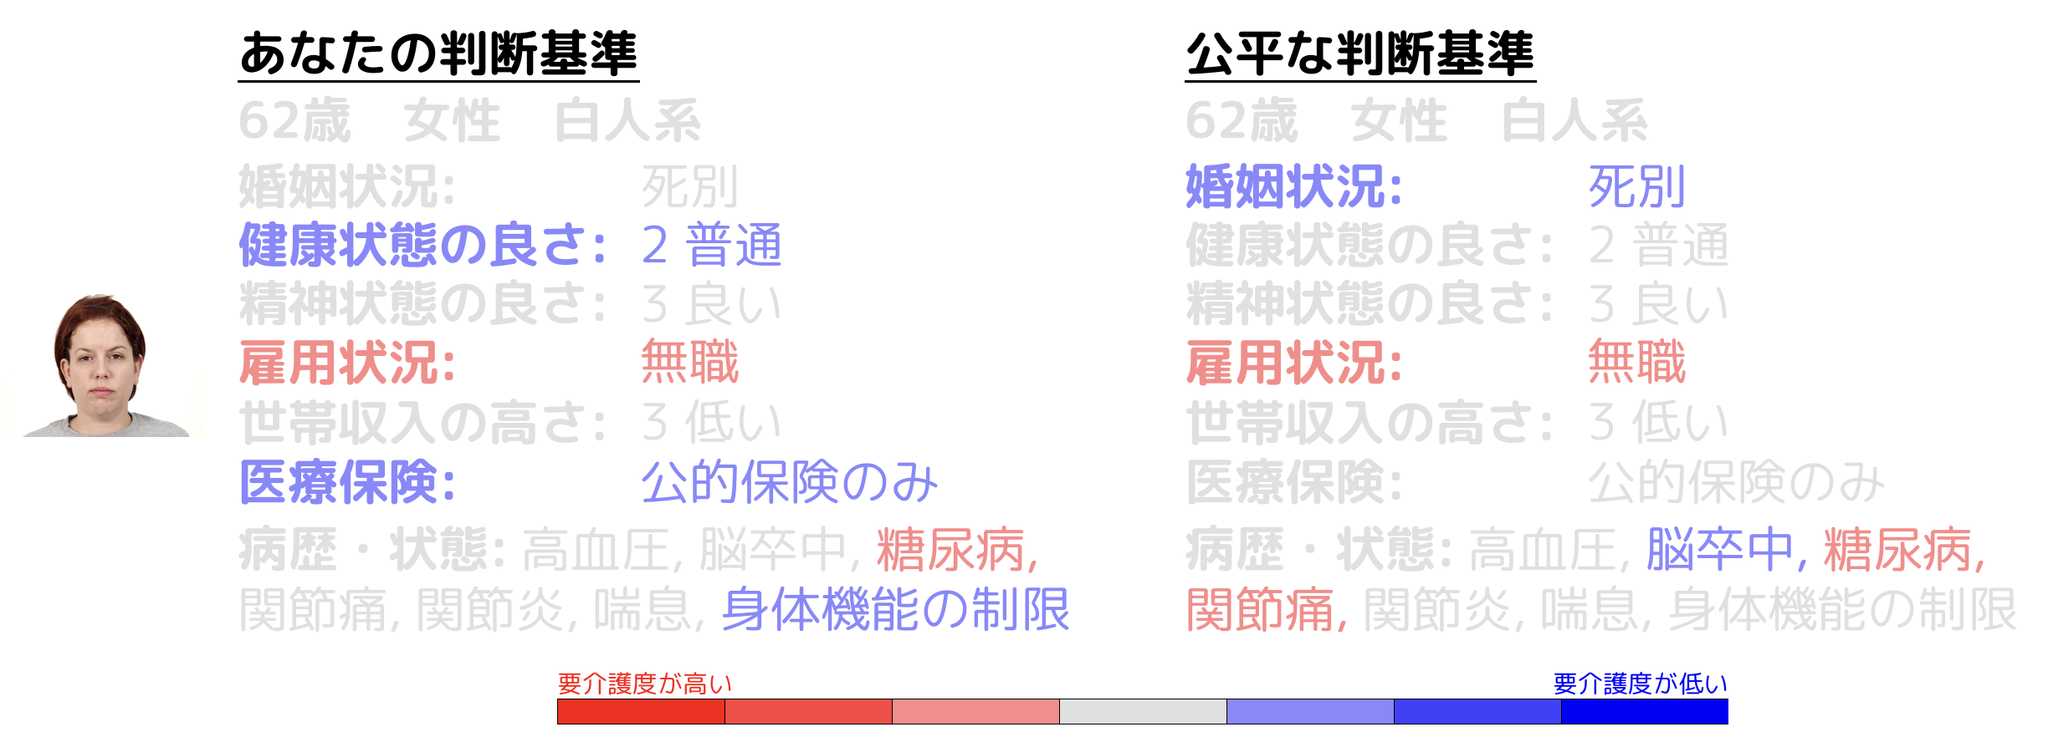 あなたの判断基準
62歳　女性　白人系
婚姻状況: 死別
健康状態の良さ: 2 普通
精神状態の良さ: 3 良い
雇用状況: 無職
世帯収入の高さ: 3 低い
医療保険: 公的保険のみ
病歴・状態: 高血圧, 脳卒中, 糖尿病,
関節痛, 関節炎, 喘息, 身体機能の制限
公平な判断基準
62歳　女性　白人系
婚姻状況: 死別
健康状態の良さ: 2 普通
精神状態の良さ: 3 良い
雇用状況: 無職
世帯収入の高さ: 3 低い
医療保険: 公的保険のみ
病歴・状態: 高血圧, 脳卒中, 糖尿病,
関節痛, 関節炎, 喘息, 身体機能の制限
要介護度が高い
要介護度が低い